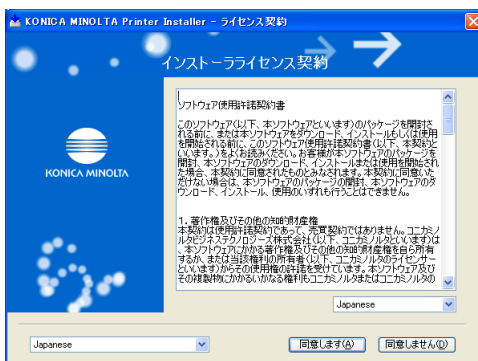 KONICA MINOLTA Printer Installer - ライセンス契約
インストーラライセンス契約
KONICA MINOLTA
ソフトウェア使用許諾契約書
このソフトウェア(以下、本ソフトウェアといいます)のパッケージを開封さ
れる前に、または本ソフトウェアをダウンロード、インストールもしくは使用
を開始される前に、このソフトウェア使用許諾契約書(以下、本契約と
いいます。)をよくお読みください。お客様が本ソフトウェアのパッケージを
開封、本ソフトウェアのダウンロード、インストールまたは使用を開始され
た場合、本契約に同意されたものとみなされます。本契約に同意いた
だけない場合は、本ソフトウェアのパッケージの開封、本ソフトウェアのダ
ウンロード、インストール、使用のいずれも行うことはできません。
1. 著作権及びその他の知的財産権
本契約は使用許諾契約であって、売買契約ではありません。コニカミノ
ルタビジネステクノロジーズ株式会社(以下、コニカミノルタといいます)は
、本ソフトウェアにかかる著作権及びその他の知的財産権を自ら所有
するか、または当該権利の所有者(以下、コニカミノルタのライセンサー
といいます)からその使用権の許諾を受けています。本ソフトウェア及び
その複製物にかかるいかなる権利もコニカミノルタまたはコニカミノルタの
Japanese
Japanese
同意します(A)
同意しません(D)